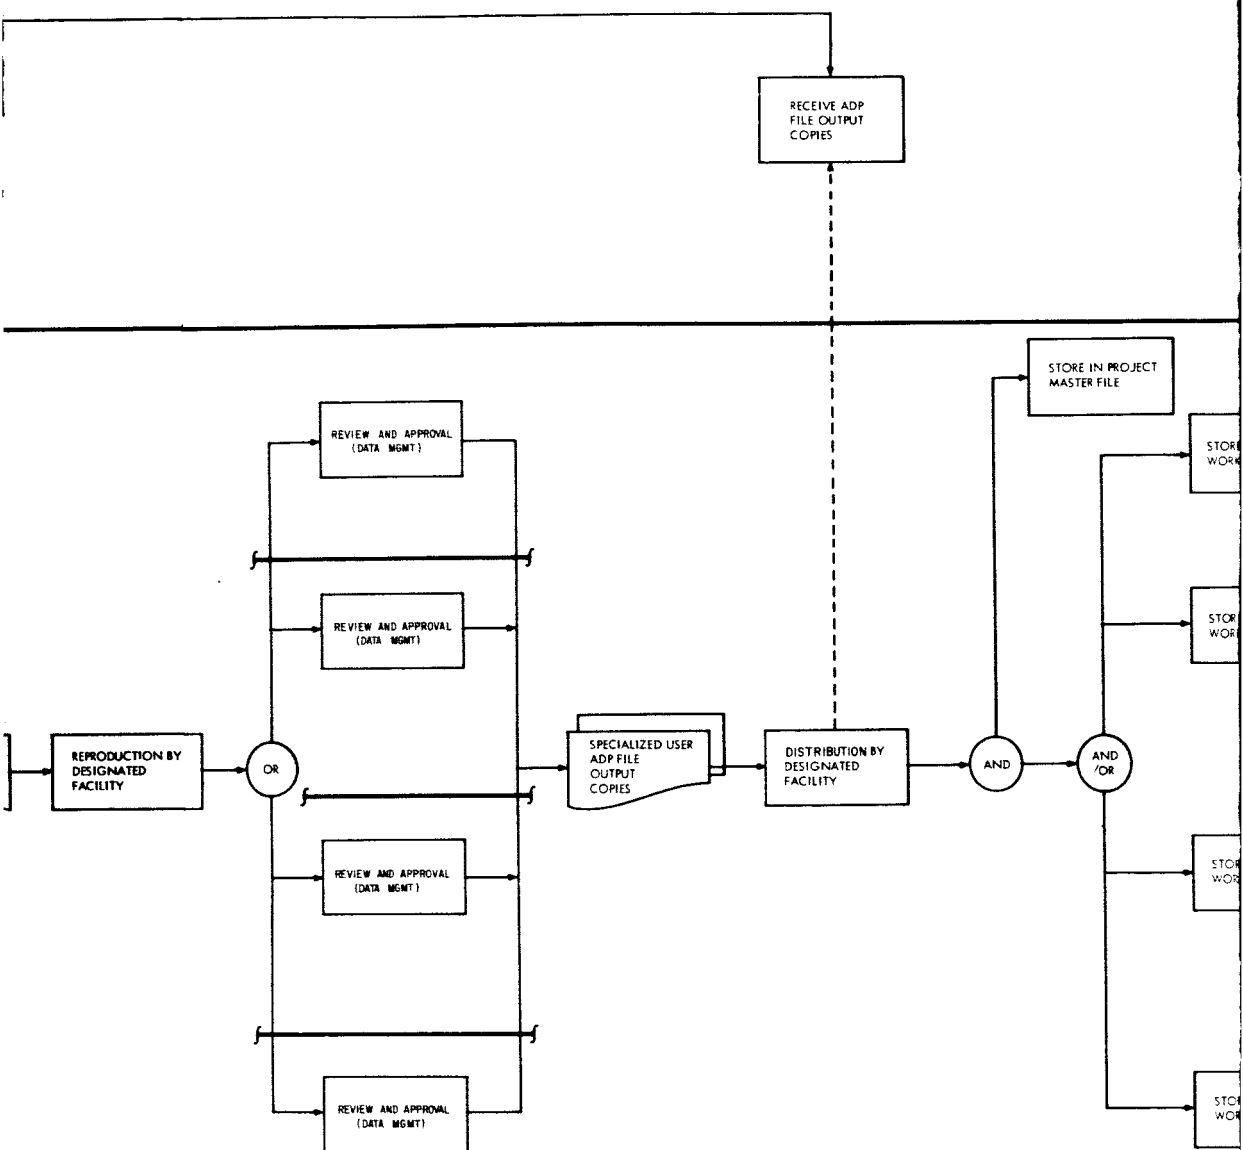 RECEIVE ADP
FILE OUTPUT
COPIES
STORE IN PROJECT
MASTER FILE
REVIEW AND APPROVAL
(DATA MGMT)
REVIEW AND APPROVAL
(DATA MGMT)
REPRODUCTION BY
DESIGNATED
FACILITY
OR
SPECIALIZED USER
ADP FILE
OUTPUT
COPIES
DISTRIBUTION BY
DESIGNATED
FACILITY
AND
AND
/OR
REVIEW AND APPROVAL
(DATA MGMT)
REVIEW AND APPROVAL
(DATA MGMT)